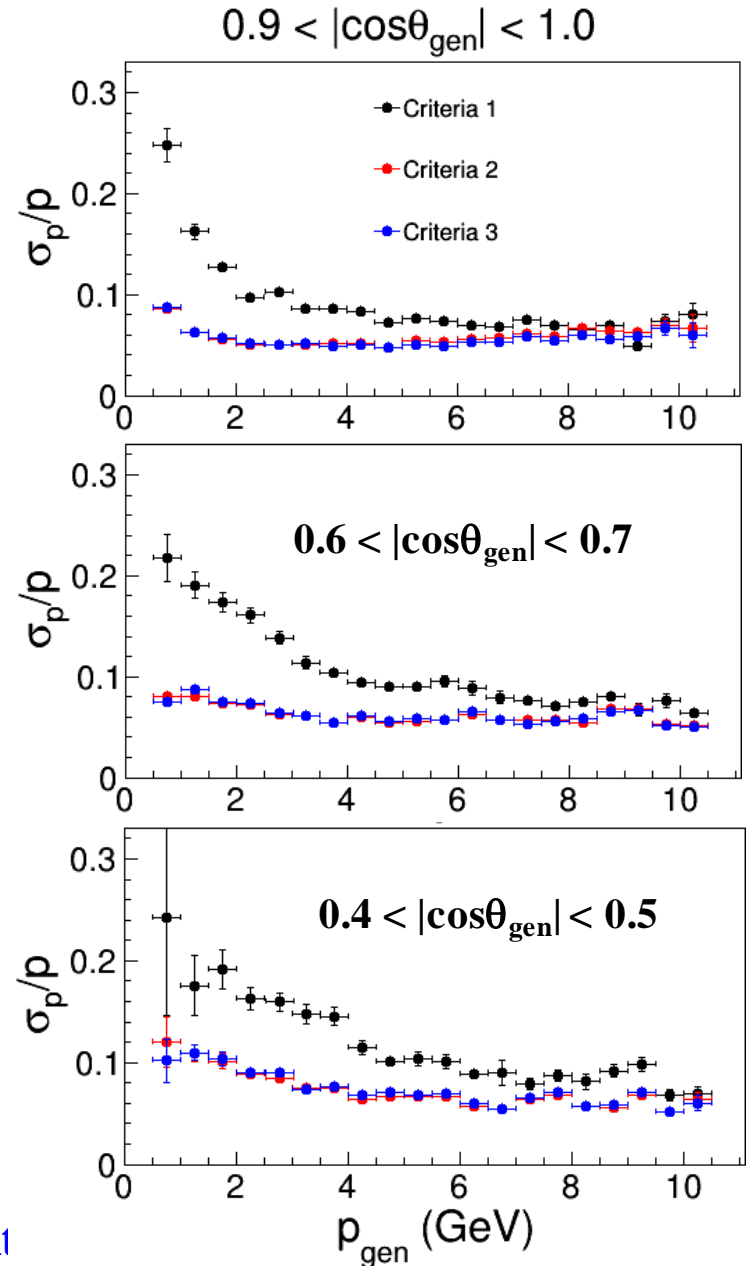 0.9 < |cosθgen| < 1.0
σp/p
0.3
0.2
0.1
0
Criteria 1
Criteria 2
Criteria 3
0 2 4 6 8 10
σp/p
0.3
0.2
0.1
0
0.6 < |cosθgen| < 0.7
0 2 4 6 8 10
σp/p
0.3
0.2
0.1
0
0.4 < |cosθgen| < 0.5
0 2 4 6 8 10
pgen (GeV)